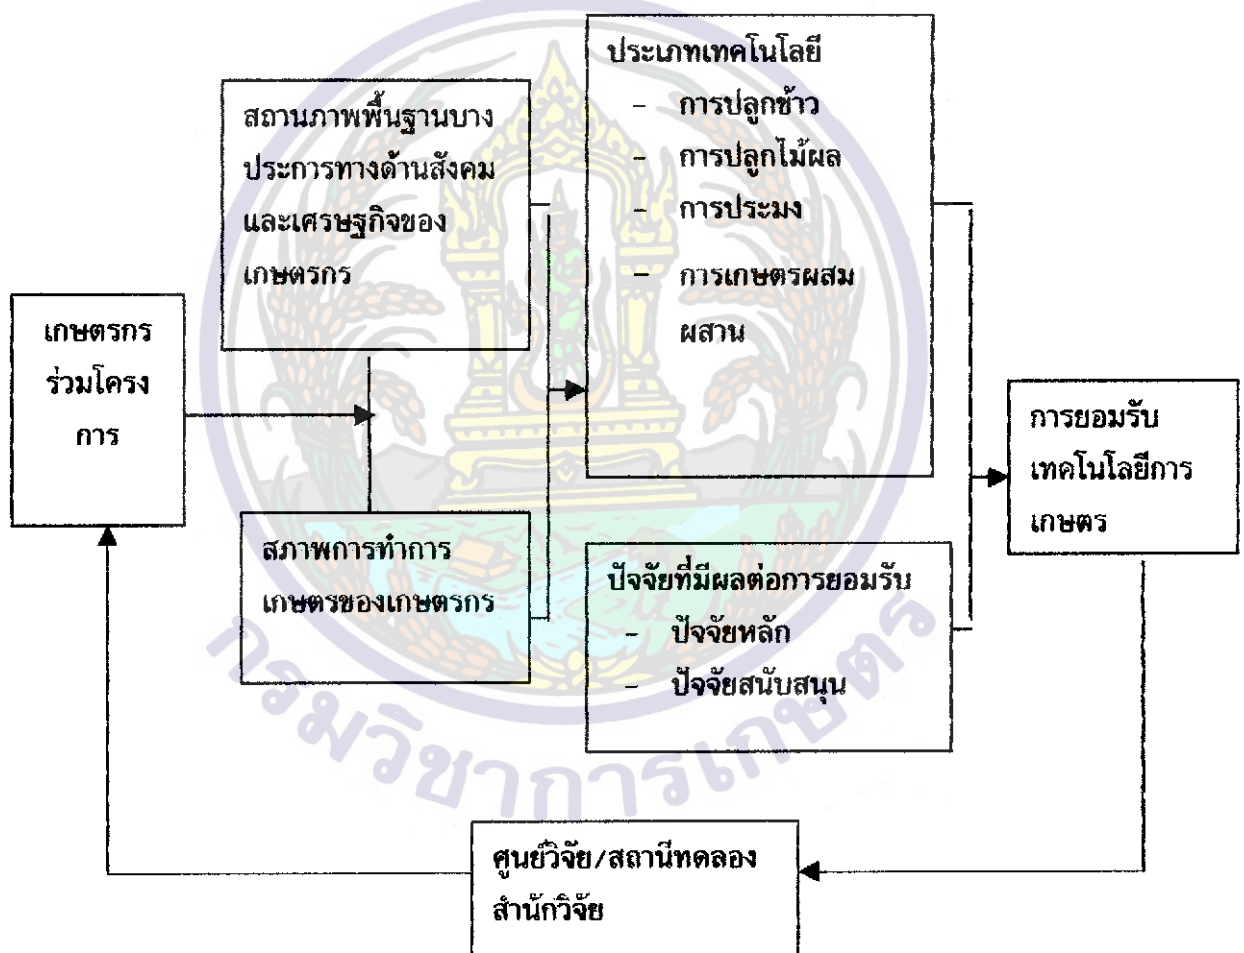 เกษตรกร
ร่วมโครง
การ
สถานภาพพื้นฐานบาง
ประการทางด้านสังคม
และเศรษฐกิจของ
เกษตรกร
สภาพการทำการ
เกษตรของเกษตรกร
ประเภทเทคโนโลยี
- การปลูกข้าว
- การปลูกไม้ผล
- การประมง
- การเกษตรผสม
ผสาน
ปัจจัยที่มีผลต่อการยอมรับ
- ปัจจัยหลัก
- ปัจจัยสนับสนุน
การยอมรับ
เทคโนโลยีการ
เกษตร
ศูนย์วิจัย/สถานีทดลอง
สำนักวิจัย
กรมวิชาการเกษตร